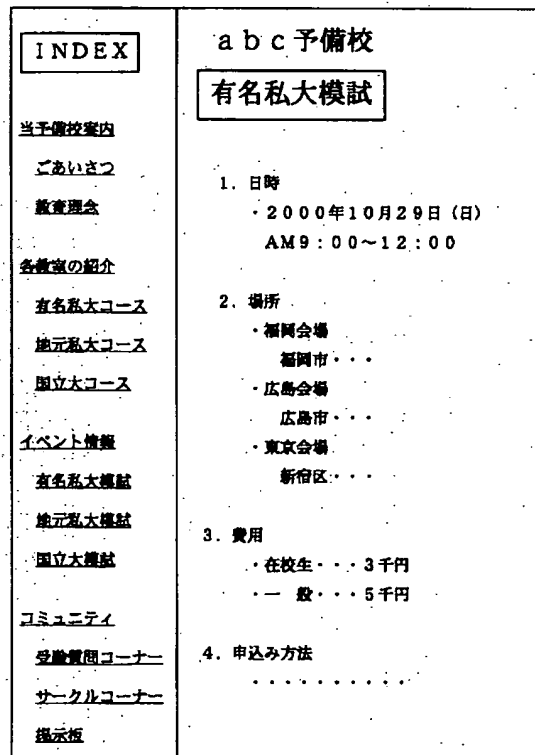 INDEX
当予備校案内
ごあいさつ
教育理念
各教室の紹介
有名私大コース
地元私大コース
国立大コース
イベント情報
有名私大模試
地元私大模試
国立大模試
コミュニティ
受験質問コーナー
サークルコーナー
掲示板
abc予備校
有名私大模試
1．日時
・2000年10月29日（日）
AM9：00～12：00
2．場所
・福岡会場
福岡市・・・
・広島会場
広島市・・・
・東京会場
新宿区・・・
3．費用
・在校生・・・3千円
・一　般・・・5千円
4．申込み方法
・・・・・・・・・・